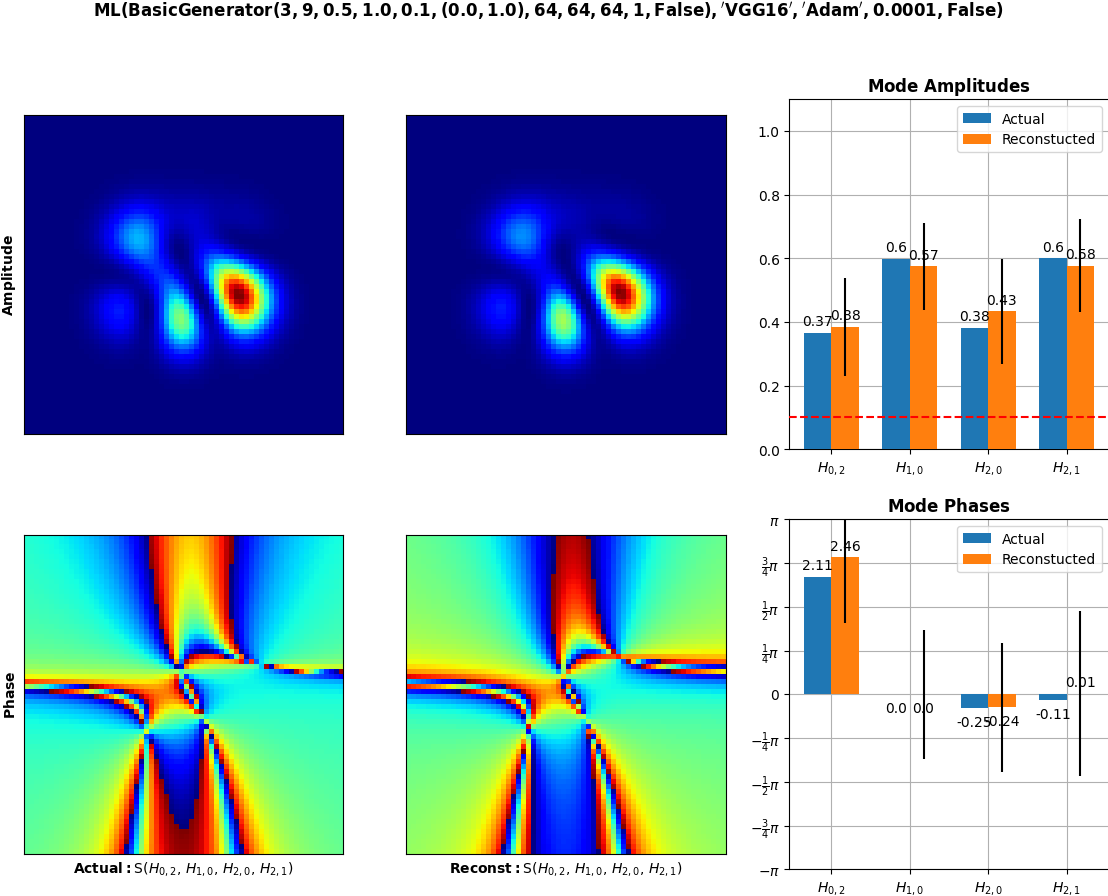 ML(BasicGenerator(3, 9, 0.5, 1.0, 0.1, (0.0, 1.0), 64, 64, 64, 1, False), ′VGG16′, ′Adam′, 0.0001, False)
Mode Amplitudes
Amplitude
1.0
0.8
0.6
0.4
0.2
0.0
Actual
Reconstucted
0.37
0.38
0.6
0.57
0.38
0.43
0.6
0.58
H0,2
H1,0
H2,0
H2,1
Mode Phases
Phase
π
3/4π
1/2π
1/4π
0
−1/4π
−1/2π
−3/4π
−π
Actual
Reconstucted
2.11
2.46
0.0
0.0
-0.25
-0.24
-0.11
0.01
H0,2
H1,0
H2,0
H2,1
Actual: S(H0,2, H1,0, H2,0, H2,1)
Reconst: S(H0,2, H1,0, H2,0, H2,1)